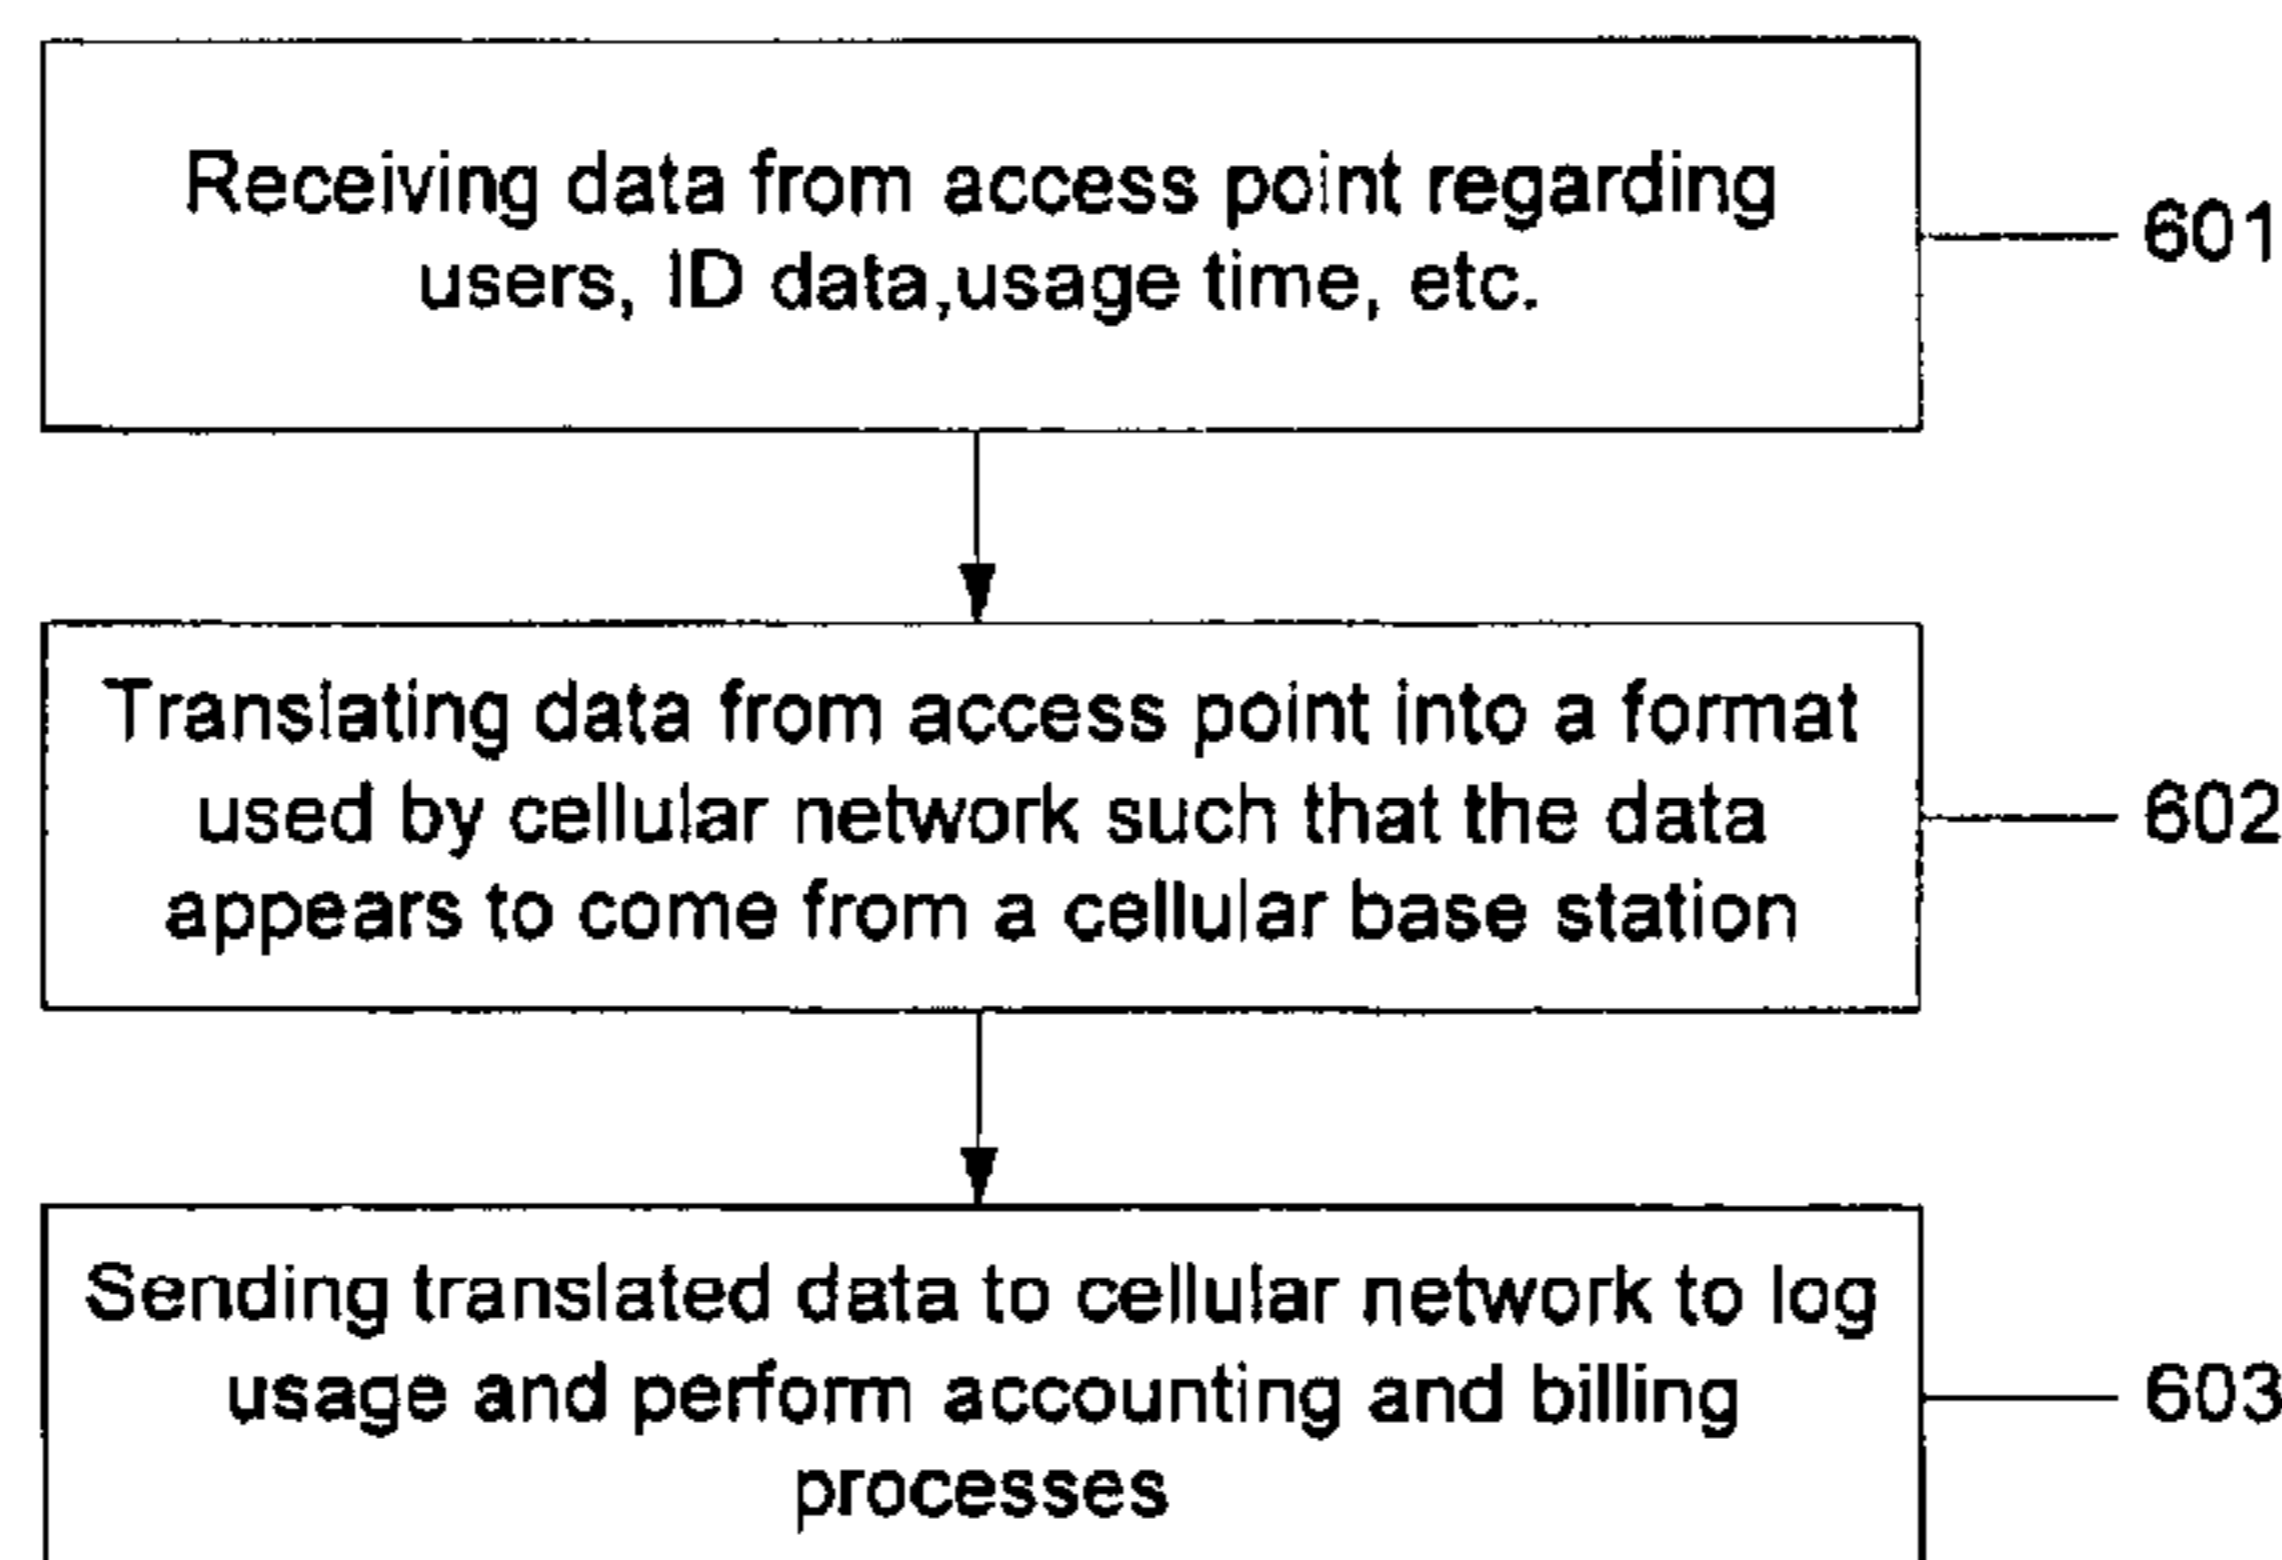 Receiving data from access point regarding
users, ID data,usage time, etc.
601
Translating data from access point into a format
used by cellular network such that the data
appears to come from a cellular base station
602
Sending translated data to cellular network to log
usage and perform accounting and billing
processes
603